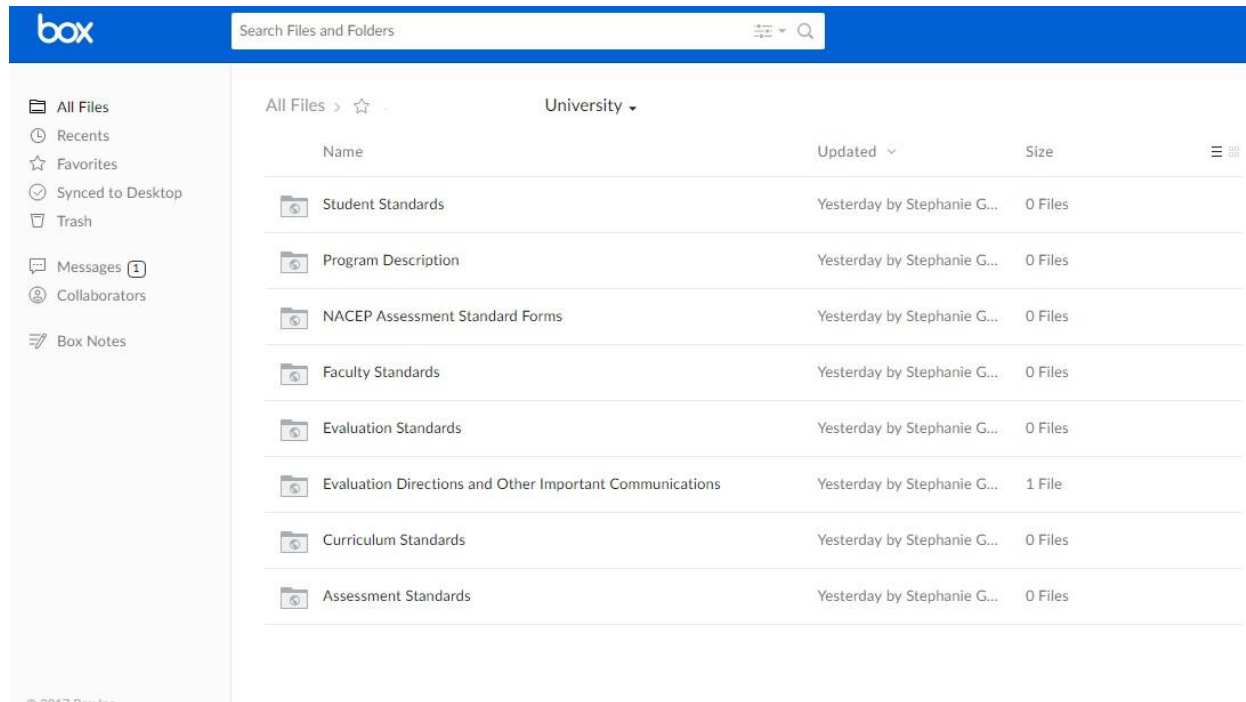 box
Search Files and Folders
All Files
Recents
Favorites
Synced to Desktop
Trash
Messages 1
Collaborators
Box Notes
All Files > University
Name Updated Size
Student Standards Yesterday by Stephanie G... 0 Files
Program Description Yesterday by Stephanie G... 0 Files
NACEP Assessment Standard Forms Yesterday by Stephanie G... 0 Files
Faculty Standards Yesterday by Stephanie G... 0 Files
Evaluation Standards Yesterday by Stephanie G... 0 Files
Evaluation Directions and Other Important Communications Yesterday by Stephanie G... 1 File
Curriculum Standards Yesterday by Stephanie G... 0 Files
Assessment Standards Yesterday by Stephanie G... 0 Files